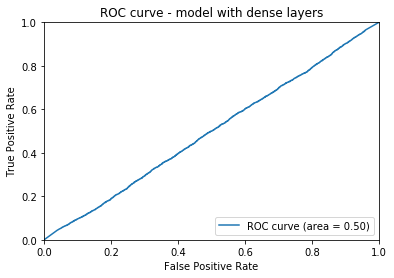 ROC curve - model with dense layers
1.0
0.8
0.6
0.4
0.2
0.0
True Positive Rate
0.0 0.2 0.4 0.6 0.8 1.0
False Positive Rate
ROC curve (area = 0.50)